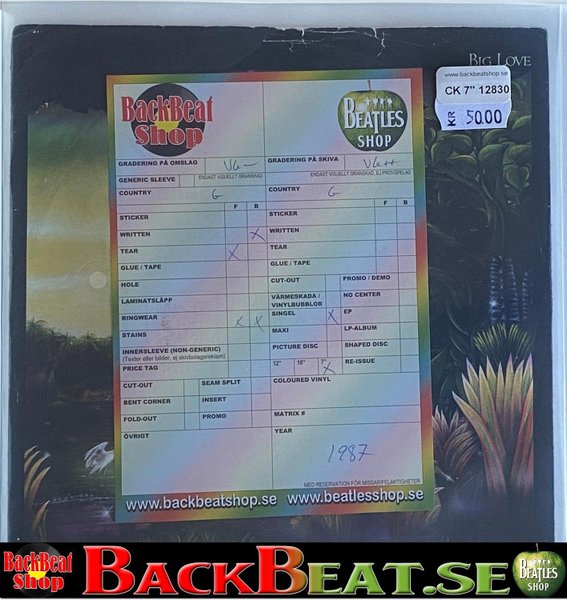 BIG LOVE
www.backbeatshop.se
CK 7" 12830
KR 50.00
BackBeat
Shop
BEATLES
SHOP
GRADERING PÅ OMSLAG VG-
GRADERING PÅ SKIVA VG++
GENERIC SLEEVE
ENDAST VISUELLT GRANSKAD
ENDAST VISUELLT GRANSKAD, EJ PROVSPELAD
COUNTRY G
COUNTRY G
F B
F B
STICKER
STICKER
WRITTEN X
WRITTEN
TEAR X
TEAR
GLUE / TAPE
GLUE / TAPE
HOLE
CUT-OUT
PROMO / DEMO
LAMINATSLÄPP
VÄRMESKADA /
VINYLBUBBLOR
NO CENTER
RINGWEAR X X
SINGEL X
EP
STAINS
MAXI
LP-ALBUM
INNERSLEEVE (NON-GENERIC)
(Texter eller bilder, ej skivbolagsreklam)
PICTURE DISC
SHAPED DISC
PRICE TAG
12" 10" 7" X
RE-ISSUE
CUT-OUT
SEAM SPLIT
COLOURED VINYL
BENT CORNER
INSERT
FOLD-OUT
PROMO
MATRIX #
ÖVRIGT
YEAR
1987
MED RESERVATION FÖR MISSAR/FELAKTIGHETER
www.backbeatshop.se www.beatlesshop.se
BackBeat
Shop
BACKBEAT.SE
BEATLES
SHOP